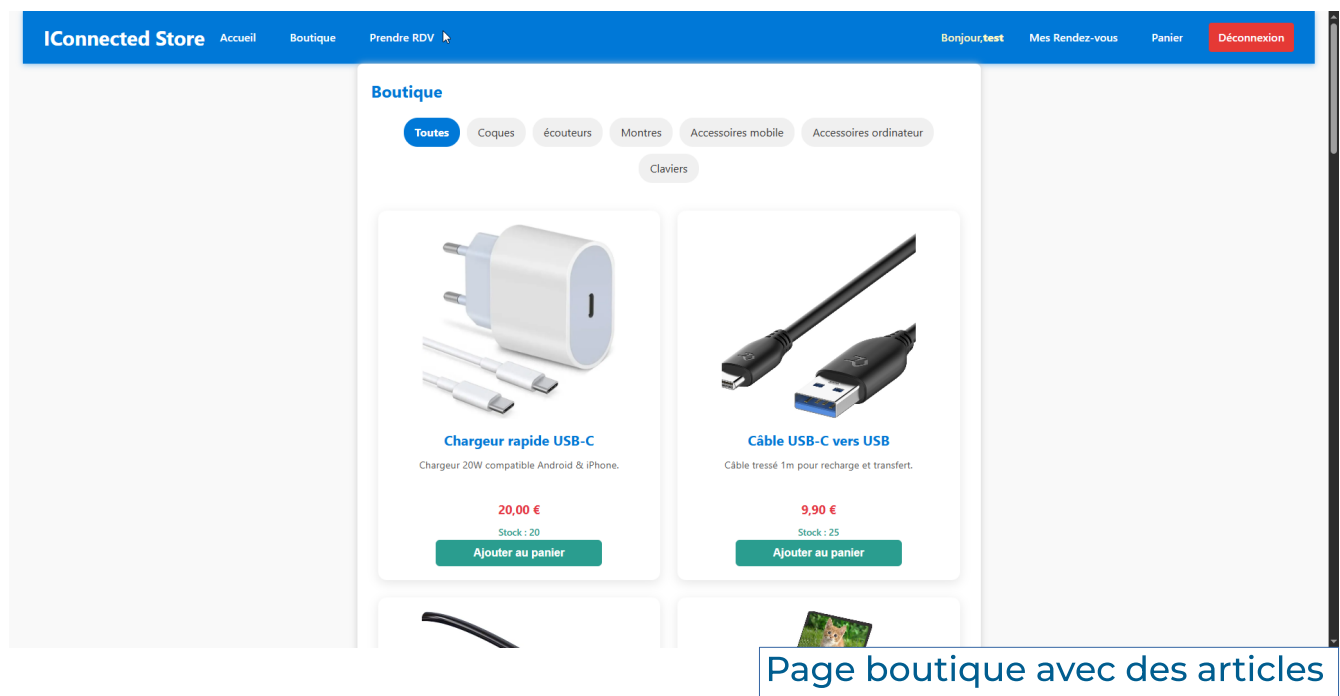 IConnected Store Accueil Boutique Prendre RDV Bonjour,test Mes Rendez-vous Panier Déconnexion
Boutique
Toutes Coques écouteurs Montres Accessoires mobile Accessoires ordinateur
Claviers
Chargeur rapide USB-C
Chargeur 20W compatible Android & iPhone.
20,00 €
Stock : 20
Ajouter au panier
Câble USB-C vers USB
Câble tressé 1m pour recharge et transfert.
9,90 €
Stock : 25
Ajouter au panier
Page boutique avec des articles